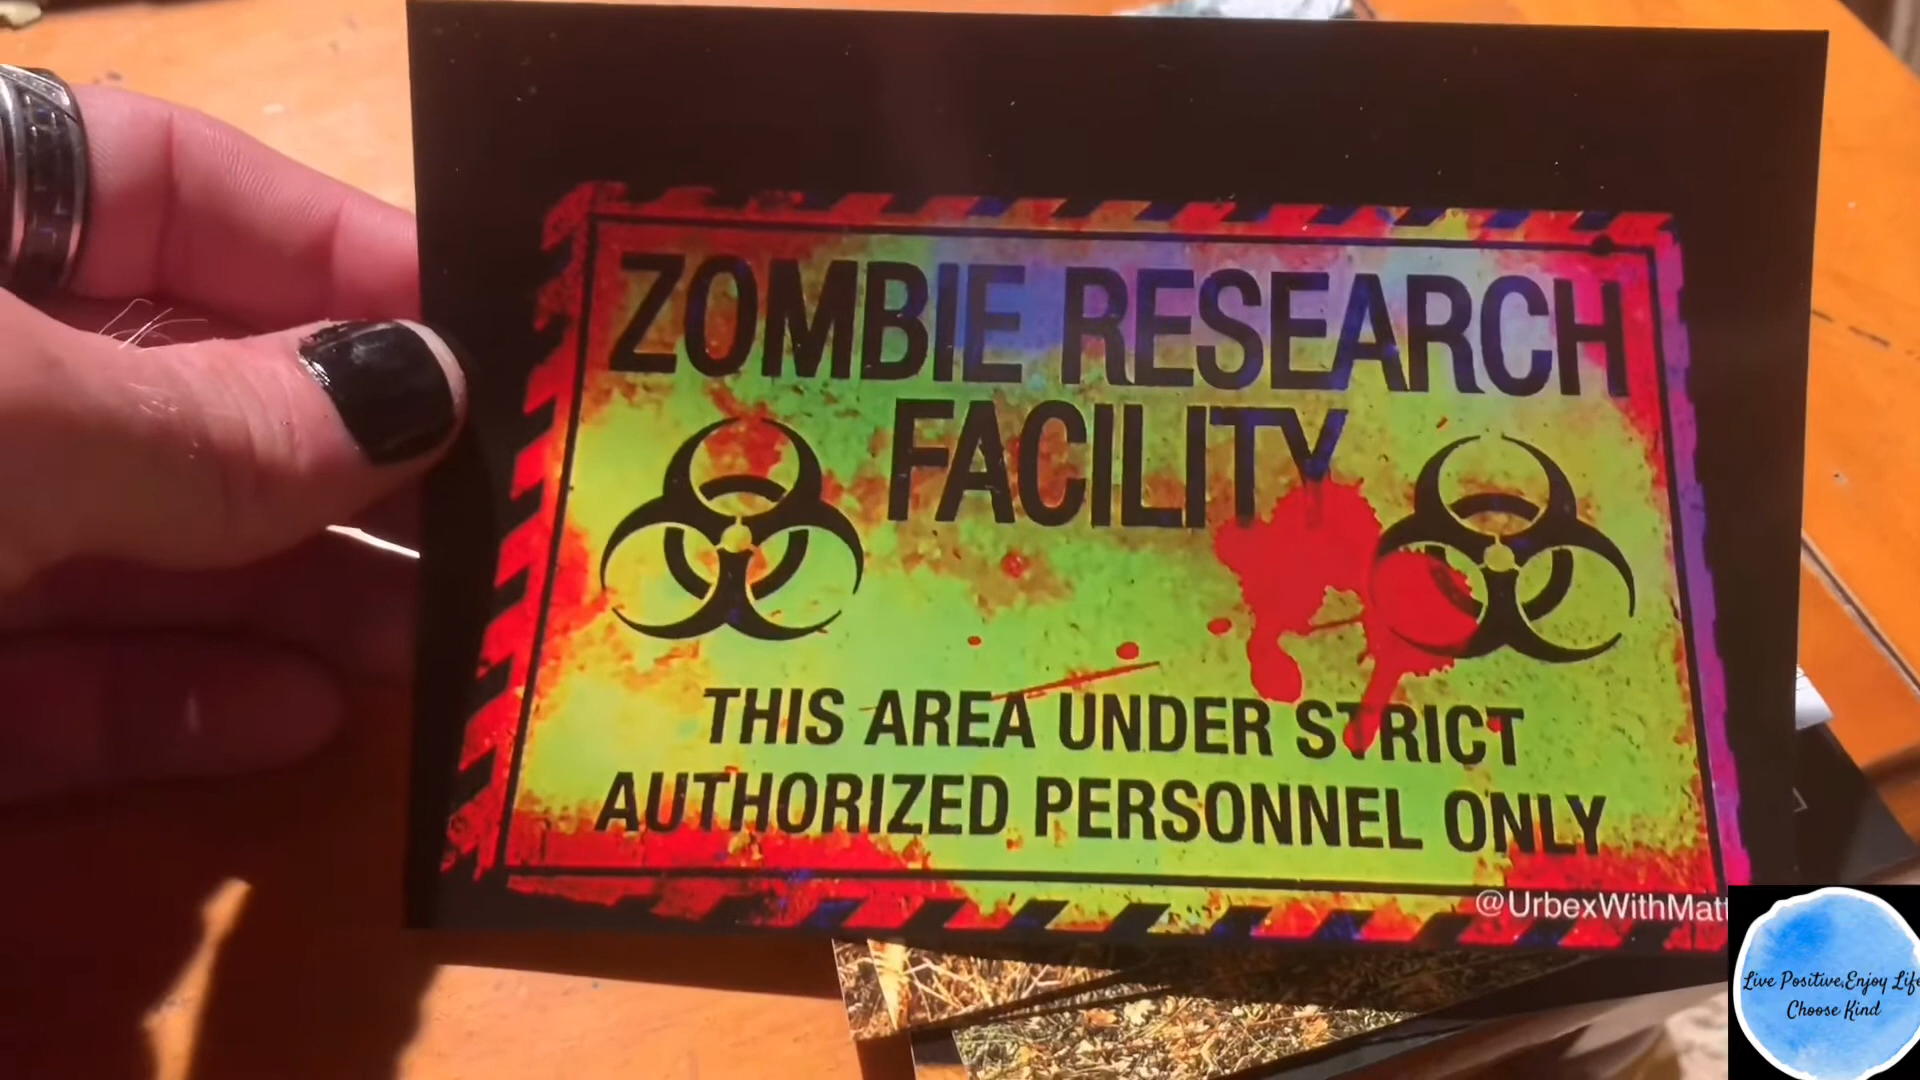 ZOMBIE RESEARCH
FACILITY
THIS AREA UNDER STRICT
AUTHORIZED PERSONNEL ONLY
@UrbexWithMatt
Live Positive,Enjoy Life
Choose Kind